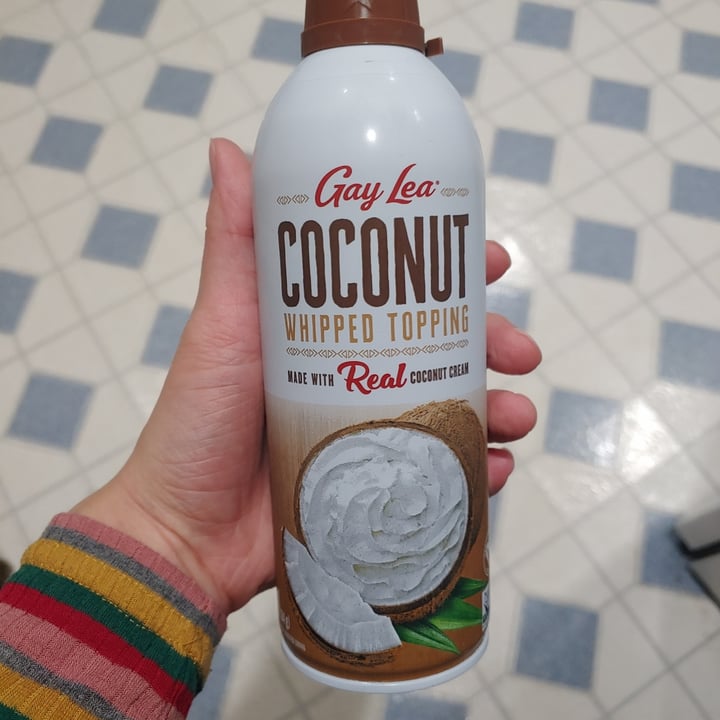 Gay Lea
COCONUT
WHIPPED TOPPING
MADE WITH Real COCONUT CREAM